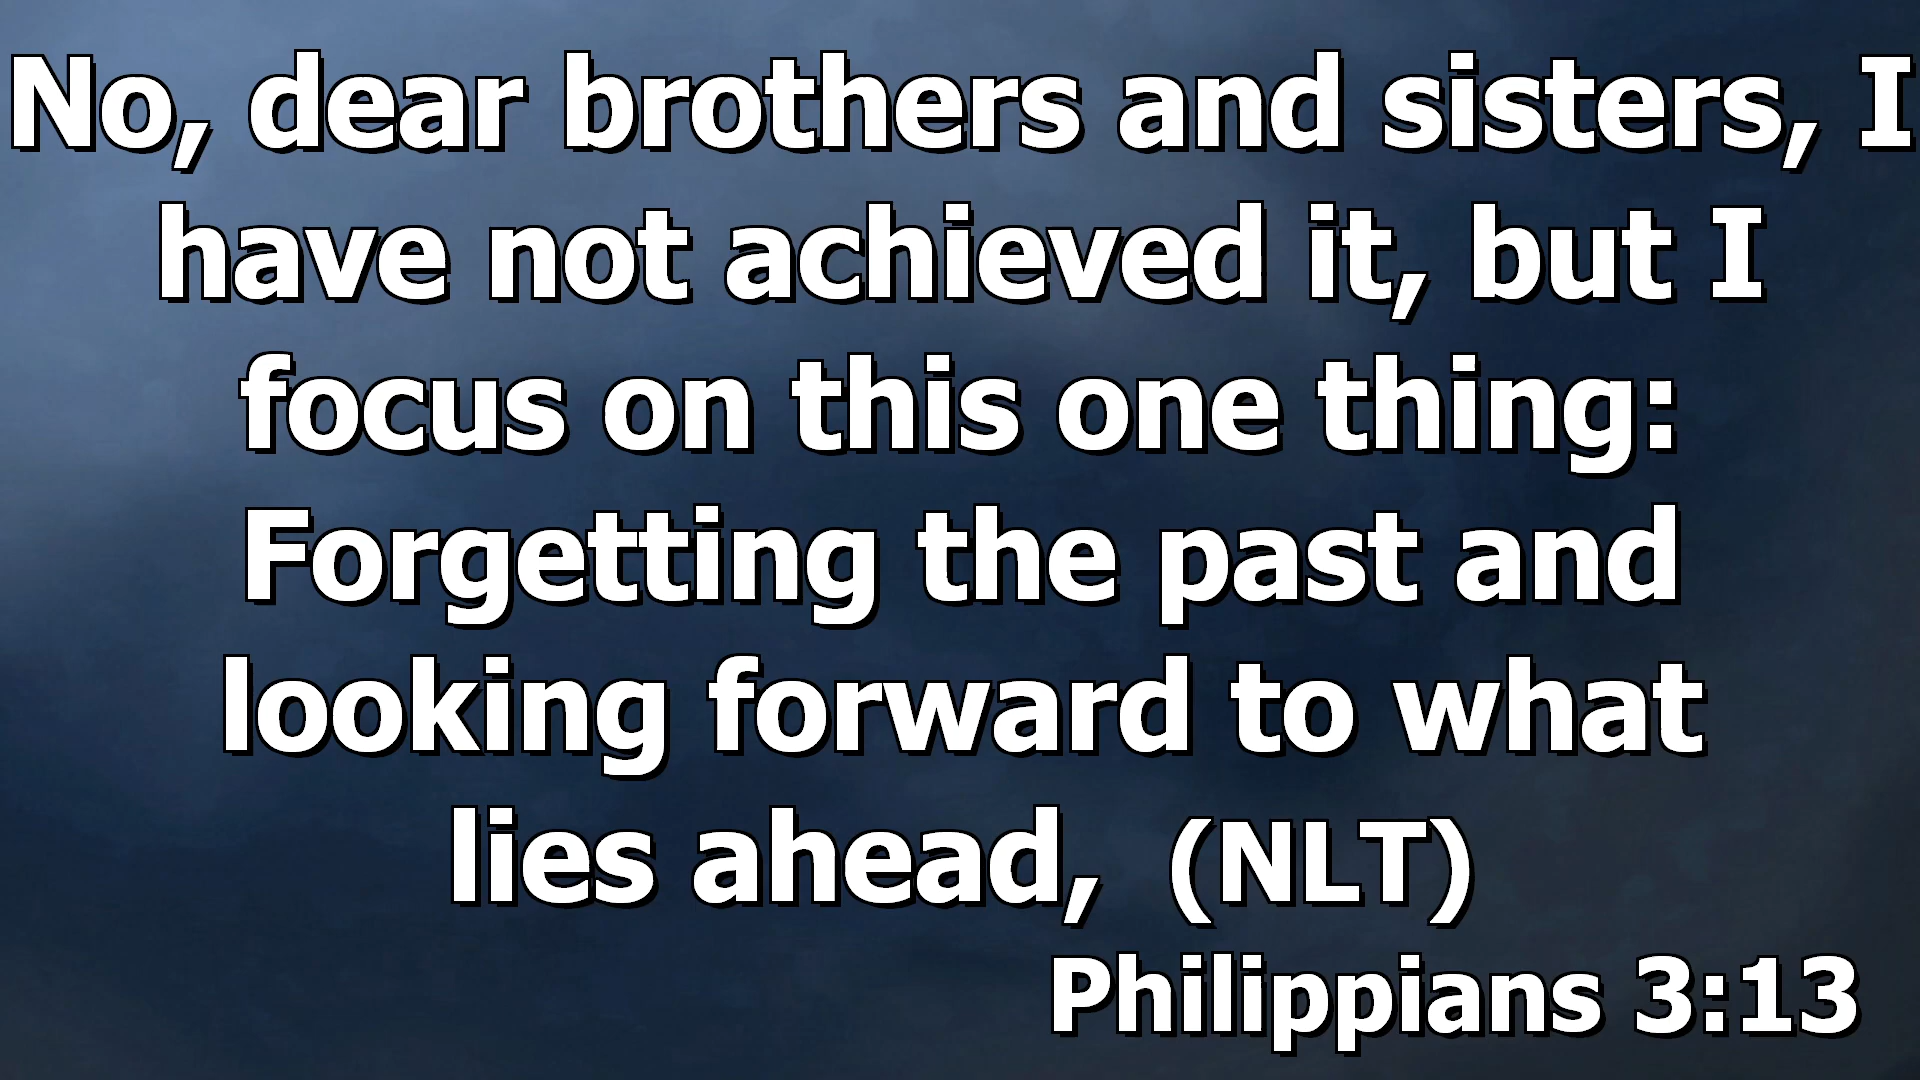 No, dear brothers and sisters, I
have not achieved it, but I
focus on this one thing:
Forgetting the past and
looking forward to what
lies ahead, (NLT)
Philippians 3:13